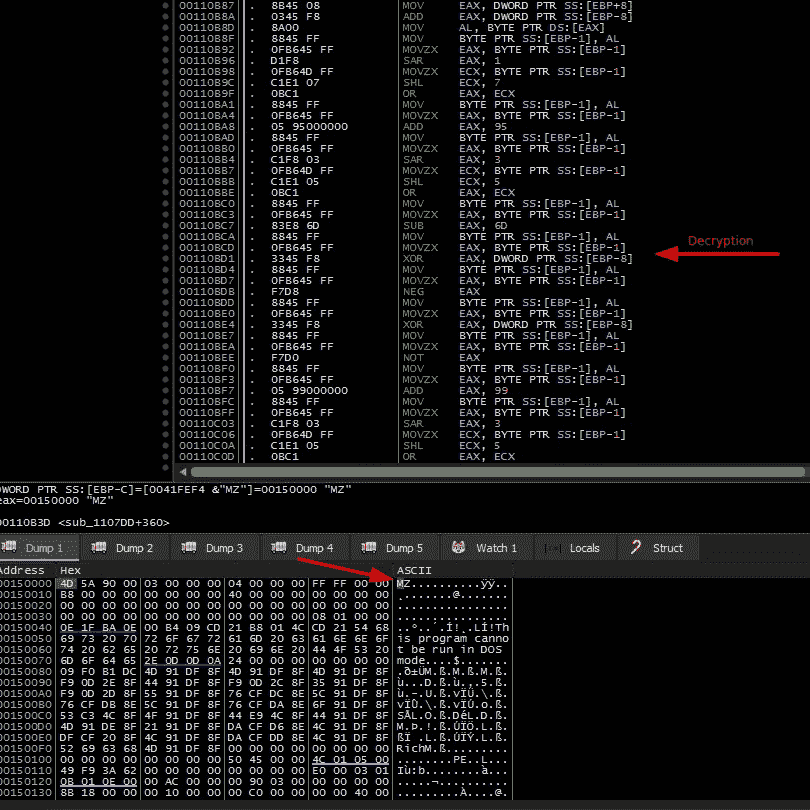 00110B87 . 8B45 08 MOV EAX, DWORD PTR SS:[EBP+8]
00110B8A . 0345 F8 ADD EAX, DWORD PTR SS:[EBP-8]
00110B8D . 8A00 MOV AL, BYTE PTR DS:[EAX]
00110B8F . 8845 FF MOV BYTE PTR SS:[EBP-1], AL
00110B92 . 0FB645 FF MOVZX EAX, BYTE PTR SS:[EBP-1]
00110B96 . D1F8 SAR EAX, 1
00110B98 . 0FB64D FF MOVZX ECX, BYTE PTR SS:[EBP-1]
00110B9C . C1E1 07 SHL ECX, 7
00110B9F . 0BC1 OR EAX, ECX
00110BA1 . 8845 FF MOV BYTE PTR SS:[EBP-1], AL
00110BA4 . 0FB645 FF MOVZX EAX, BYTE PTR SS:[EBP-1]
00110BA8 . 05 95000000 ADD EAX, 95
00110BAD . 8845 FF MOV BYTE PTR SS:[EBP-1], AL
00110BB0 . 0FB645 FF MOVZX EAX, BYTE PTR SS:[EBP-1]
00110BB4 . C1F8 03 SAR EAX, 3
00110BB7 . 0FB64D FF MOVZX ECX, BYTE PTR SS:[EBP-1]
00110BBB . C1E1 05 SHL ECX, 5
00110BBE . 0BC1 OR EAX, ECX
00110BC0 . 8845 FF MOV BYTE PTR SS:[EBP-1], AL
00110BC3 . 0FB645 FF MOVZX EAX, BYTE PTR SS:[EBP-1]
00110BC7 . 83E8 6D SUB EAX, 6D
00110BCA . 8845 FF MOV BYTE PTR SS:[EBP-1], AL
00110BCD . 0FB645 FF MOVZX EAX, BYTE PTR SS:[EBP-1]
00110BD1 . 3345 F8 XOR EAX, DWORD PTR SS:[EBP-8]
00110BD4 . 8845 FF MOV BYTE PTR SS:[EBP-1], AL
00110BD7 . 0FB645 FF MOVZX EAX, BYTE PTR SS:[EBP-1]
00110BDB . F7D8 NEG EAX
00110BDD . 8845 FF MOV BYTE PTR SS:[EBP-1], AL
00110BE0 . 0FB645 FF MOVZX EAX, BYTE PTR SS:[EBP-1]
00110BE4 . 3345 F8 XOR EAX, DWORD PTR SS:[EBP-8]
00110BE7 . 8845 FF MOV BYTE PTR SS:[EBP-1], AL
00110BEA . 0FB645 FF MOVZX EAX, BYTE PTR SS:[EBP-1]
00110BEE . F7D0 NOT EAX
00110BF0 . 8845 FF MOV BYTE PTR SS:[EBP-1], AL
00110BF3 . 0FB645 FF MOVZX EAX, BYTE PTR SS:[EBP-1]
00110BF7 . 05 99000000 ADD EAX, 99
00110BFC . 8845 FF MOV BYTE PTR SS:[EBP-1], AL
00110BFF . 0FB645 FF MOVZX EAX, BYTE PTR SS:[EBP-1]
00110C03 . C1F8 03 SAR EAX, 3
00110C06 . 0FB64D FF MOVZX ECX, BYTE PTR SS:[EBP-1]
00110C0A . C1E1 05 SHL ECX, 5
00110C0D . 0BC1 OR EAX, ECX
Decryption
DWORD PTR SS:[EBP-C]=[0041FEF4 &"MZ"]=00150000 "MZ"
eax=00150000 "MZ"
00110B3D <sub_1107DD+360>
Dump 1 Dump 2 Dump 3 Dump 4 Dump 5 Watch 1 Locals Struct
Address Hex ASCII
00150000 4D 5A 90 00 03 00 00 00 04 00 00 00 FF FF 00 00 MZ..........ÿÿ..
00150010 B8 00 00 00 00 00 00 00 40 00 00 00 00 00 00 00 ........@.......
00150020 00 00 00 00 00 00 00 00 00 00 00 00 00 00 00 00 ................
00150030 00 00 00 00 00 00 00 00 00 00 00 00 08 01 00 00 ................
00150040 0E 1F BA 0E 00 B4 09 CD 21 B8 01 4C CD 21 54 68 ..º..´.Í!¸.LÍ!Th
00150050 69 73 20 70 72 6F 67 72 61 6D 20 63 61 6E 6E 6F is program canno
00150060 74 20 62 65 20 72 75 6E 20 69 6E 20 44 4F 53 20 t be run in DOS
00150070 6D 6F 64 65 2E 0D 0D 0A 24 00 00 00 00 00 00 00 mode....$.......
00150080 09 F0 B1 DC 4D 91 DF 8F 4D 91 DF 8F 4D 91 DF 8F .ð±ÜM.ß.M.ß.M.ß.
00150090 F9 0D 2E 8F 44 91 DF 8F F9 0D 2C 8F 35 91 DF 8F ù...D.ß.ù.,.5.ß.
001500A0 F9 0D 2D 8F 55 91 DF 8F 76 CF DC 8E 5C 91 DF 8F ù.-.U.ß.vÏÜ.\.ß.
001500B0 76 CF DB 8E 5C 91 DF 8F 76 CF DA 8E 6F 91 DF 8F vÏÛ.\.ß.vÏÚ.o.ß.
001500C0 53 C3 4C 8F 4F 91 DF 8F 44 E9 4C 8F 44 91 DF 8F SÃL.O.ß.DéL.D.ß.
001500D0 4D 91 DE 8F 21 91 DF 8F DA CF D6 8E 4C 91 DF 8F M.Þ.!.ß.ÚÏÖ.L.ß.
001500E0 DF CF 20 8F 4C 91 DF 8F DA CF DD 8E 4C 91 DF 8F ßÏ .L.ß.ÚÏÝ.L.ß.
001500F0 52 69 63 68 4D 91 DF 8F 00 00 00 00 00 00 00 00 RichM.ß.........
00150100 00 00 00 00 00 00 00 00 50 45 00 00 4C 01 05 00 ........PE..L...
00150110 49 F9 3A 62 00 00 00 00 00 00 00 00 E0 00 03 01 Iù:b........à...
00150120 0B 01 0E 00 00 AC 00 00 00 90 03 00 00 00 00 00 .....¬..........
00150130 8B 18 00 00 00 10 00 00 00 C0 00 00 00 00 40 00 .........À....@.